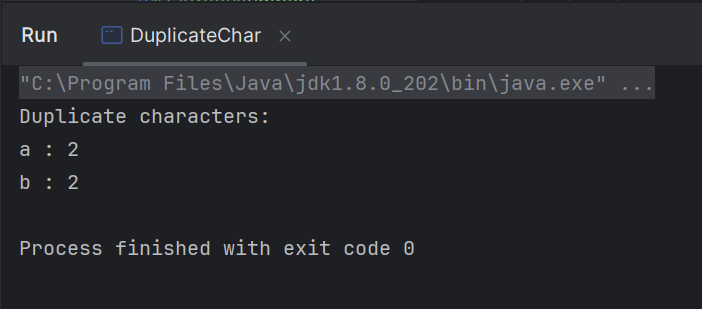 Run DuplicateChar
"C:\Program Files\Java\jdk1.8.0_202\bin\java.exe" ...
Duplicate characters:
a : 2
b : 2
Process finished with exit code 0